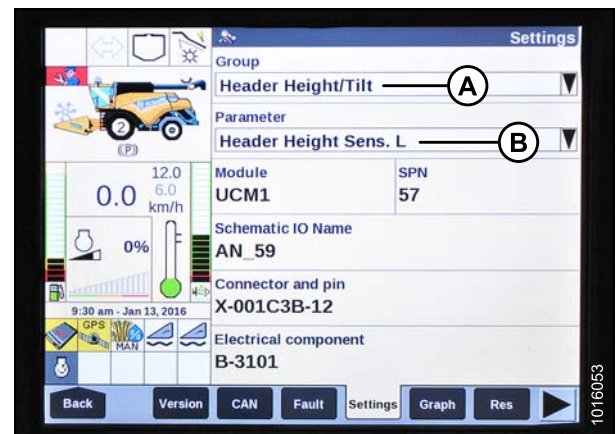 Settings
Group
Header Height/Tilt
A
Parameter
Header Height Sens. L
B
Module
UCM1
SPN
57
Schematic IO Name
AN_59
Connector and pin
X-001C3B-12
Electrical component
B-3101
2
(P)
0.0
12.0
6.0
km/h
0%
9:30 am - Jan 13, 2016
GPS
MAN
%
Back
Version
CAN
Fault
Settings
Graph
Res
1016053